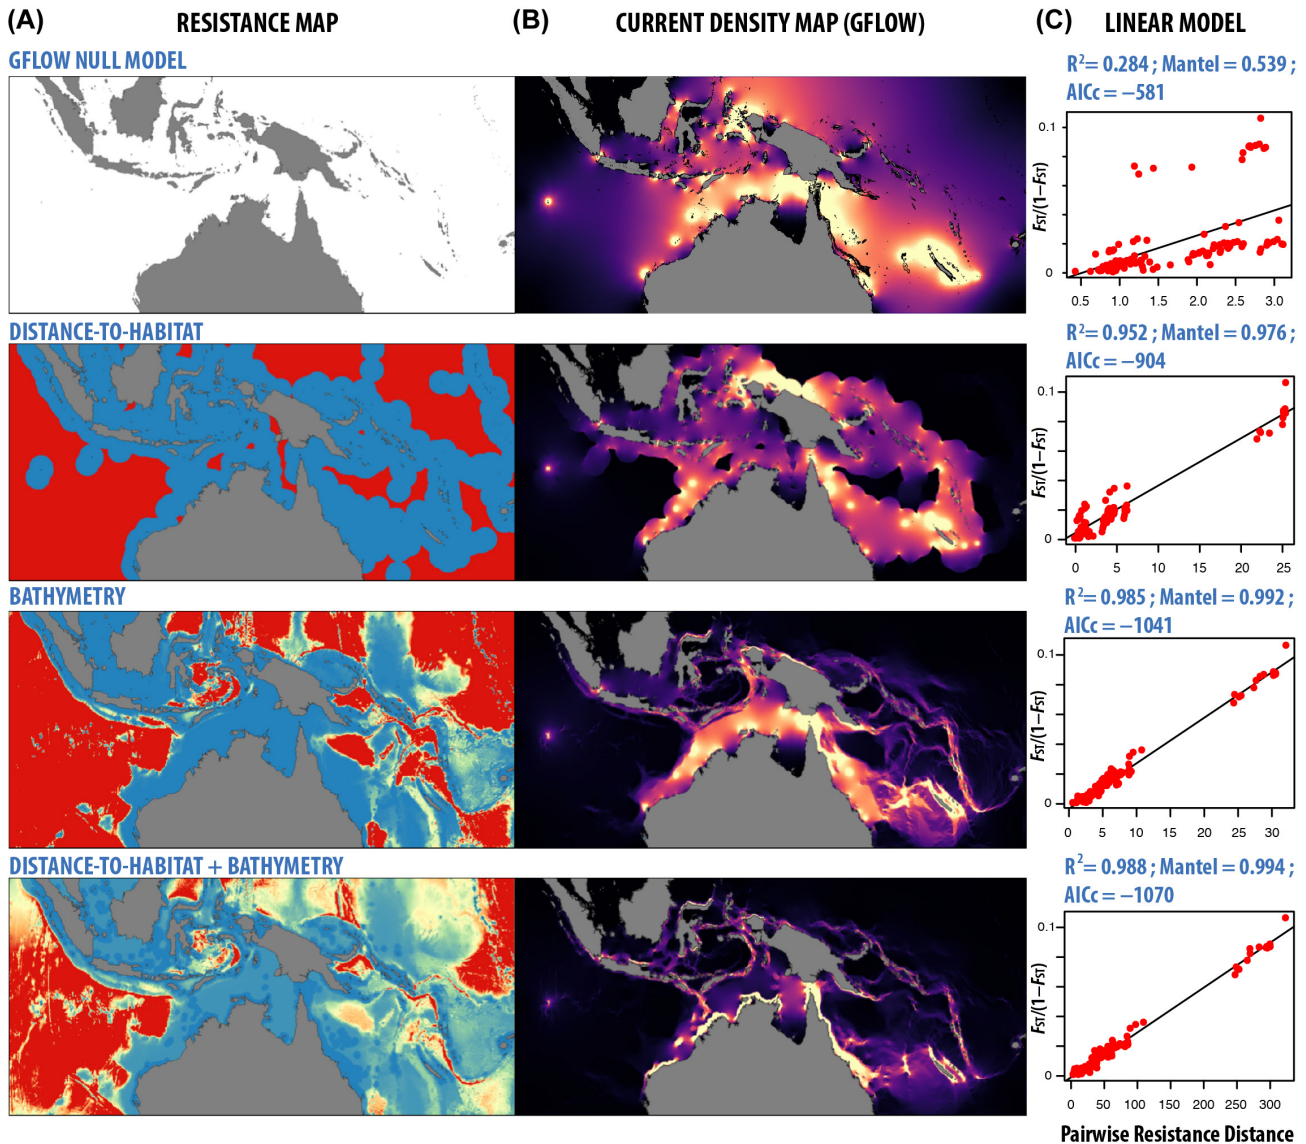 (A) RESISTANCE MAP (B) CURRENT DENSITY MAP (GFLOW) (C) LINEAR MODEL
GFLOW NULL MODEL
R²= 0.284 ; Mantel = 0.539 ;
AICc = −581
0.1
FST/(1−FST)
0
0.5 1.0 1.5 2.0 2.5 3.0
DISTANCE-TO-HABITAT
R²= 0.952 ; Mantel = 0.976 ;
AICc = −904
0.1
FST/(1−FST)
0
0 5 10 15 20 25
BATHYMETRY
R²= 0.985 ; Mantel = 0.992 ;
AICc = −1041
0.1
FST/(1−FST)
0
0 5 10 15 20 25 30
DISTANCE-TO-HABITAT + BATHYMETRY
R²= 0.988 ; Mantel = 0.994 ;
AICc = −1070
0.1
FST/(1−FST)
0
0 50 100 150 200 250 300
Pairwise Resistance Distance